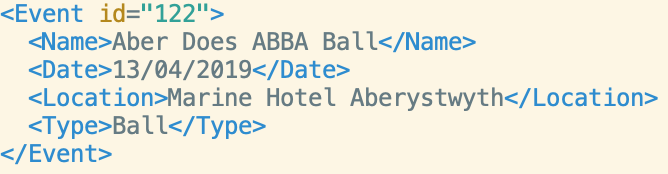 <Event id="122">
<Name>Aber Does ABBA Ball</Name>
<Date>13/04/2019</Date>
<Location>Marine Hotel Aberystwyth</Location>
<Type>Ball</Type>
</Event>